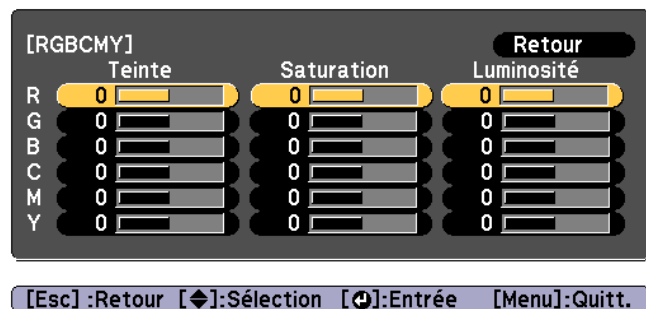 [RGBCMY] Retour
Teinte Saturation Luminosité
R 0 0 0
G 0 0 0
B 0 0 0
C 0 0 0
M 0 0 0
Y 0 0 0
[Esc] :Retour [◆]:Sélection [⏎]:Entrée [Menu]:Quitt.